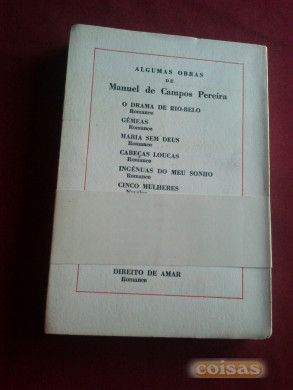 ALGUMAS OBRAS
DE
Manuel de Campos Pereira
O DRAMA DE RIO-BELO
Romance
GÉMEAS
Romance
MARIA SEM DEUS
Romance
CABEÇAS LOUCAS
Romance
INGÉNUAS DO MEU SONHO
Romance
CINCO MULHERES
DIREITO DE AMAR
Romance
coisas